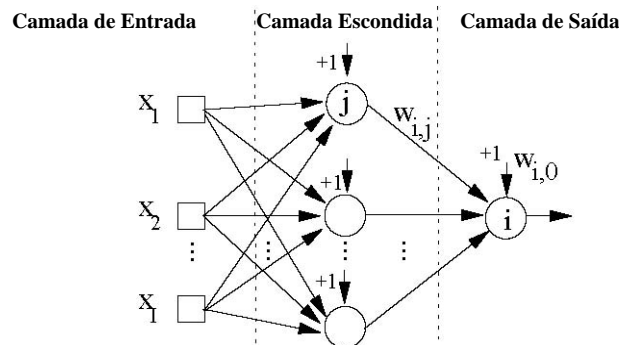 Camada de Entrada
Camada Escondida
Camada de Saída
+1
X1
j
wi,j
+1
wi,0
+1
X2
i
+1
XI